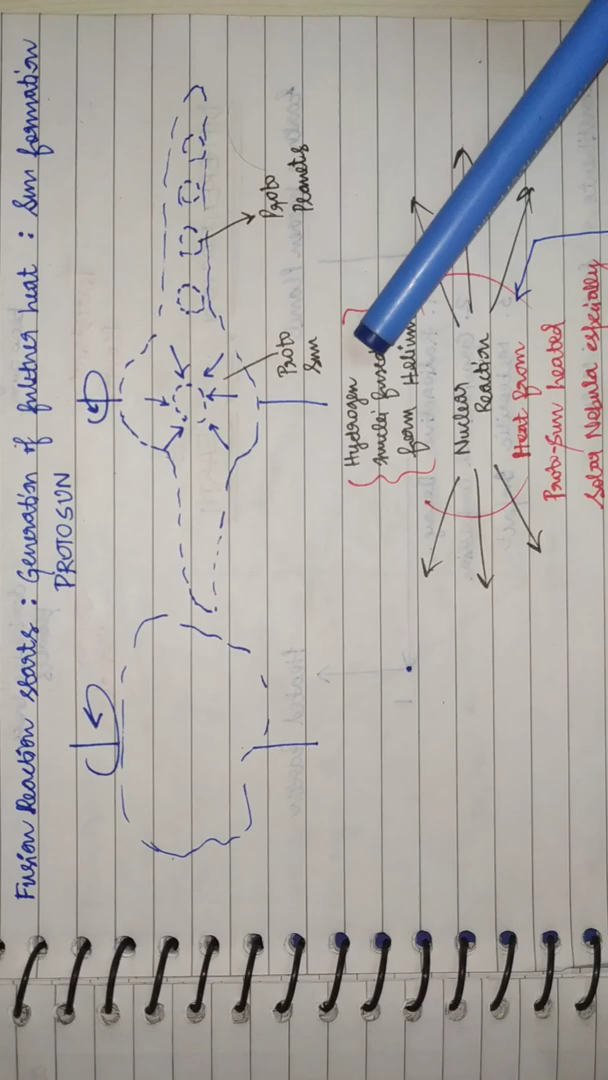 Fusion Reaction starts : Generation of further heat : Sun formation
PROTOSUN
Proto
Planets
Proto
Sun
Hydrogen
nuclei fused
form Helium
Nuclear
Reaction
Heat from
Proto-Sun heated
Solar Nebula especially